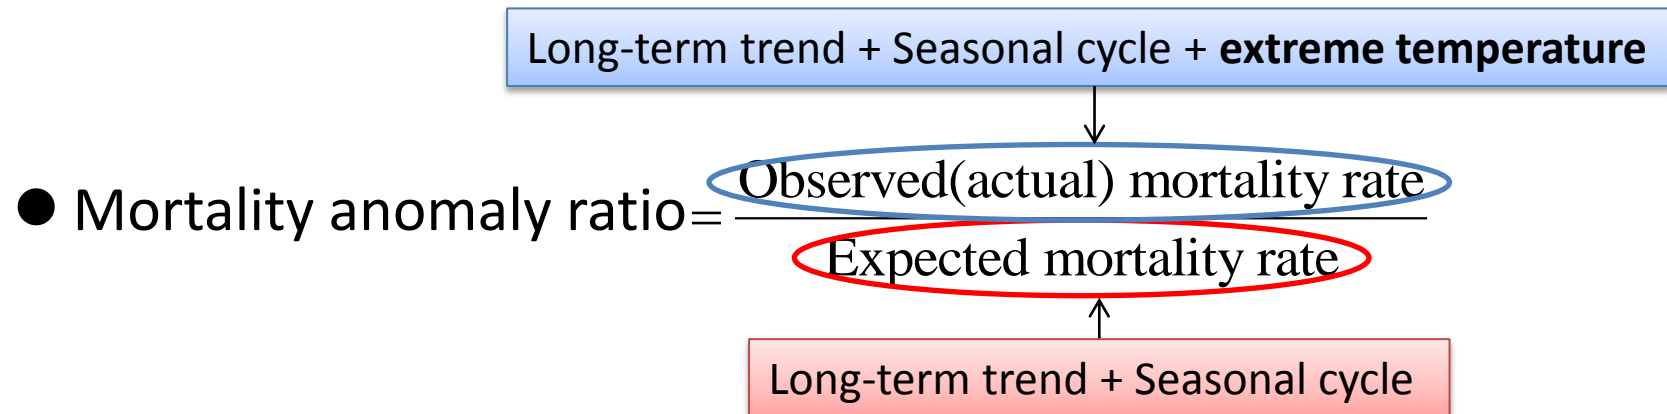 Long-term trend + Seasonal cycle + extreme temperature
● Mortality anomaly ratio=
Observed(actual) mortality rate
Expected mortality rate
Long-term trend + Seasonal cycle